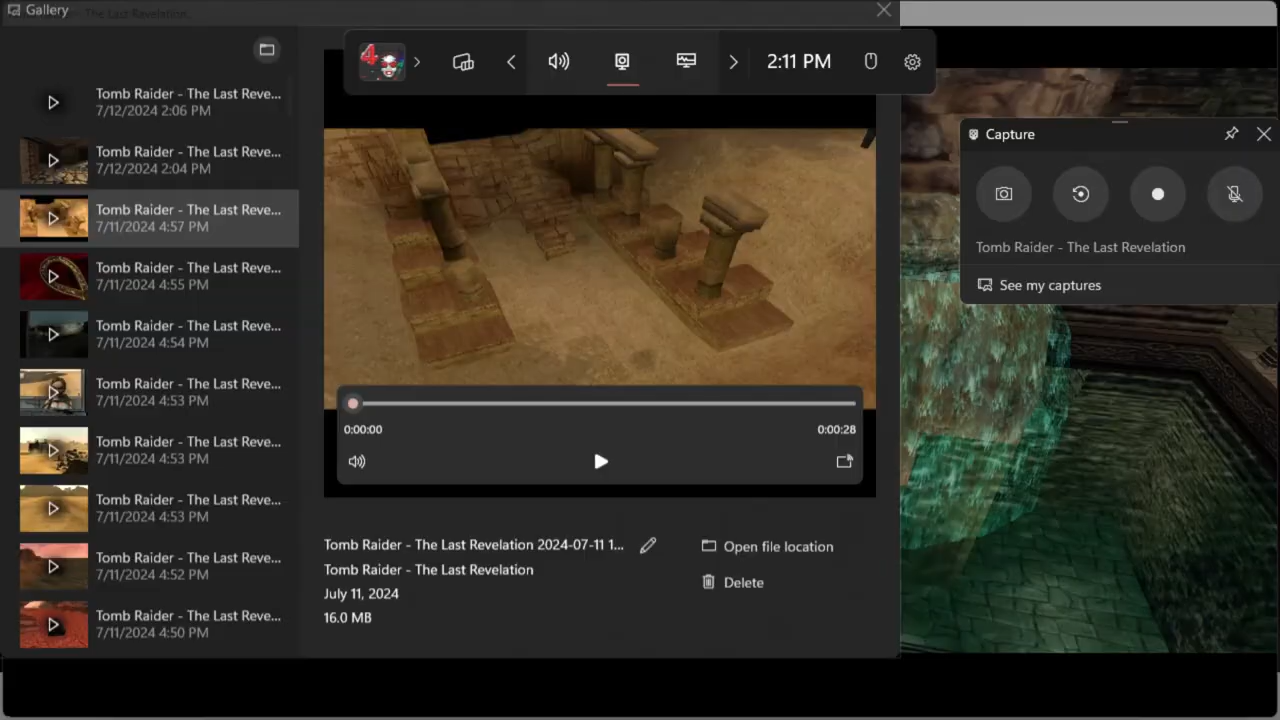 Gallery
The Last Revelation
2:11 PM
Tomb Raider - The Last Reve...
7/12/2024 2:06 PM
Tomb Raider - The Last Reve...
7/12/2024 2:04 PM
Tomb Raider - The Last Reve...
7/11/2024 4:57 PM
Tomb Raider - The Last Reve...
7/11/2024 4:55 PM
Tomb Raider - The Last Reve...
7/11/2024 4:54 PM
Tomb Raider - The Last Reve...
7/11/2024 4:53 PM
Tomb Raider - The Last Reve...
7/11/2024 4:53 PM
Tomb Raider - The Last Reve...
7/11/2024 4:53 PM
Tomb Raider - The Last Reve...
7/11/2024 4:52 PM
Tomb Raider - The Last Reve...
7/11/2024 4:50 PM
0:00:00
0:00:28
Tomb Raider - The Last Revelation 2024-07-11 1...
Tomb Raider - The Last Revelation
July 11, 2024
16.0 MB
Open file location
Delete
4
Capture
Tomb Raider - The Last Revelation
See my captures